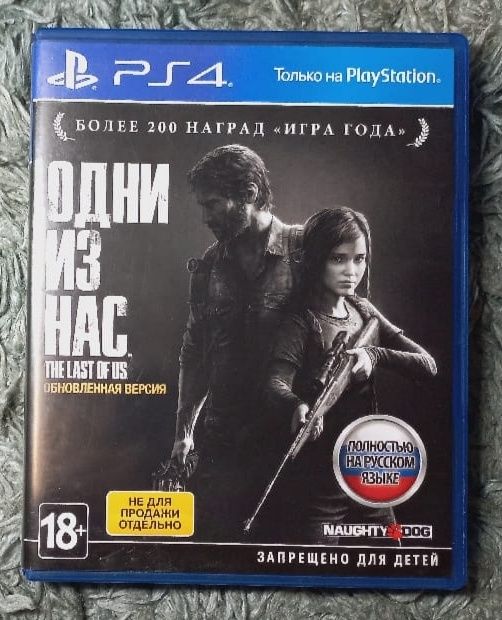 PS4
Только на PlayStation®
БОЛЕЕ 200 НАГРАД «ИГРА ГОДА»
ОДНИ
ИЗ
НАС
THE LAST OF US
ОБНОВЛЕННАЯ ВЕРСИЯ
ПОЛНОСТЬЮ
НА РУССКОМ
ЯЗЫКЕ
НЕ ДЛЯ
ПРОДАЖИ
ОТДЕЛЬНО
18+
NAUGHTY DOG
ЗАПРЕЩЕНО ДЛЯ ДЕТЕЙ